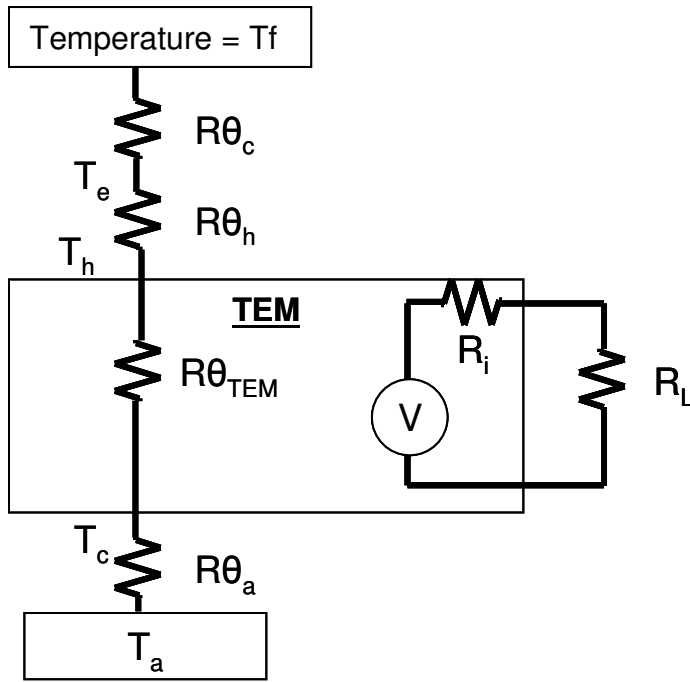 Temperature = Tf
Rθc
Te
Rθh
Th
TEM
Ri
RθTEM
RL
V
Tc
Rθa
Ta